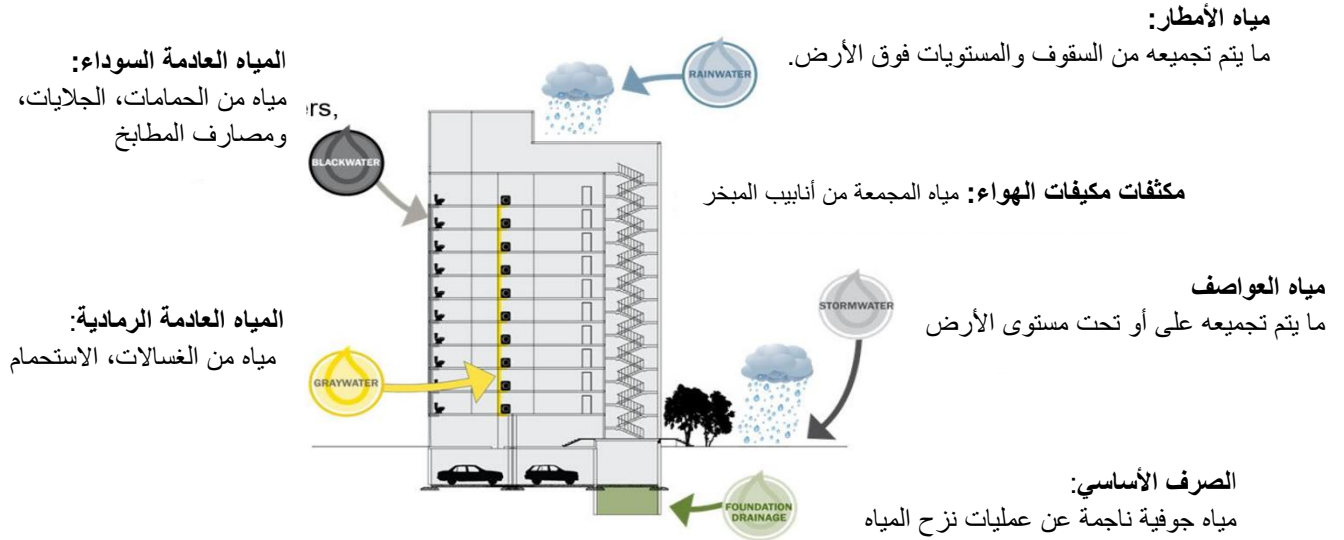 مياه الأمطار:
ما يتم تجميعه من السقوف والمستويات فوق الأرض.
RAINWATER
المياه العادمة السوداء:
مياه من الحمامات، الجلايات،
ومصارف المطابخ
rs,
BLACKWATER
مكثفات مكيفات الهواء: مياه المجمعة من أنابيب المبخر
مياه العواصف
ما يتم تجميعه على أو تحت مستوى الأرض
STORMWATER
المياه العادمة الرمادية:
مياه من الغسالات، الاستحمام
GRAYWATER
الصرف الأساسي:
مياه جوفية ناجمة عن عمليات نزح المياه
FOUNDATION
DRAINAGE